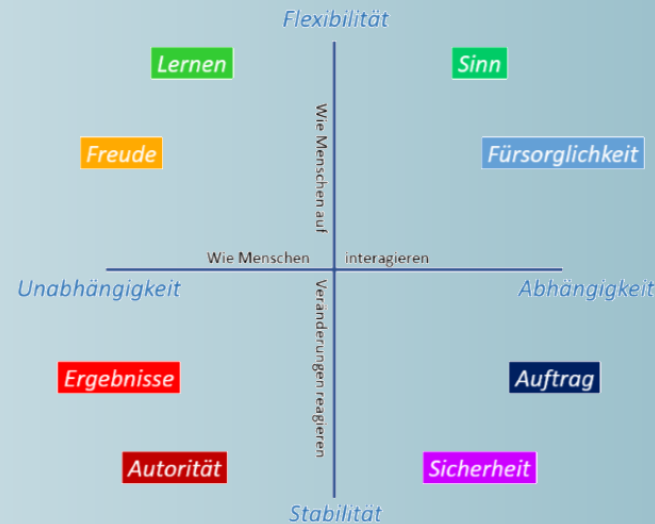 Flexibilität
Lernen
Sinn
Freude
Fürsorglichkeit
Wie Menschen auf
Wie Menschen interagieren
Unabhängigkeit
Abhängigkeit
Veränderungen reagieren
Ergebnisse
Auftrag
Autorität
Sicherheit
Stabilität